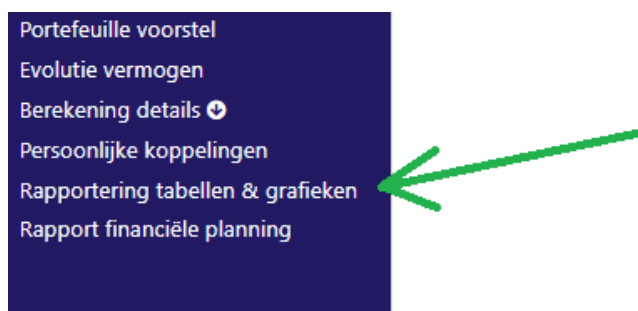 Portefeuille voorstel
Evolutie vermogen
Berekening details
Persoonlijke koppelingen
Rapportering tabellen & grafieken
Rapport financiële planning